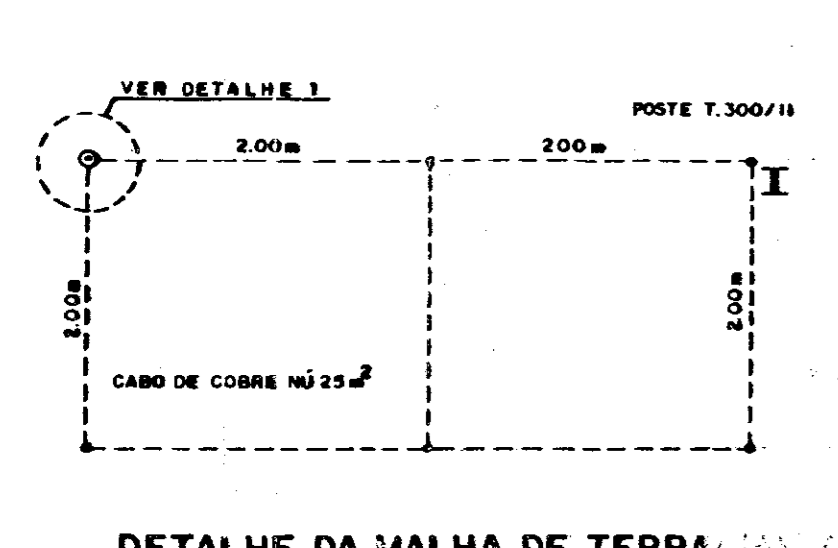 VER DETALHE 1
POSTE T.300/11
2.00m
200m
2.00m
2.00m
CABO DE COBRE NÚ 25m²
DETALHE DA MALHA DE TERRA